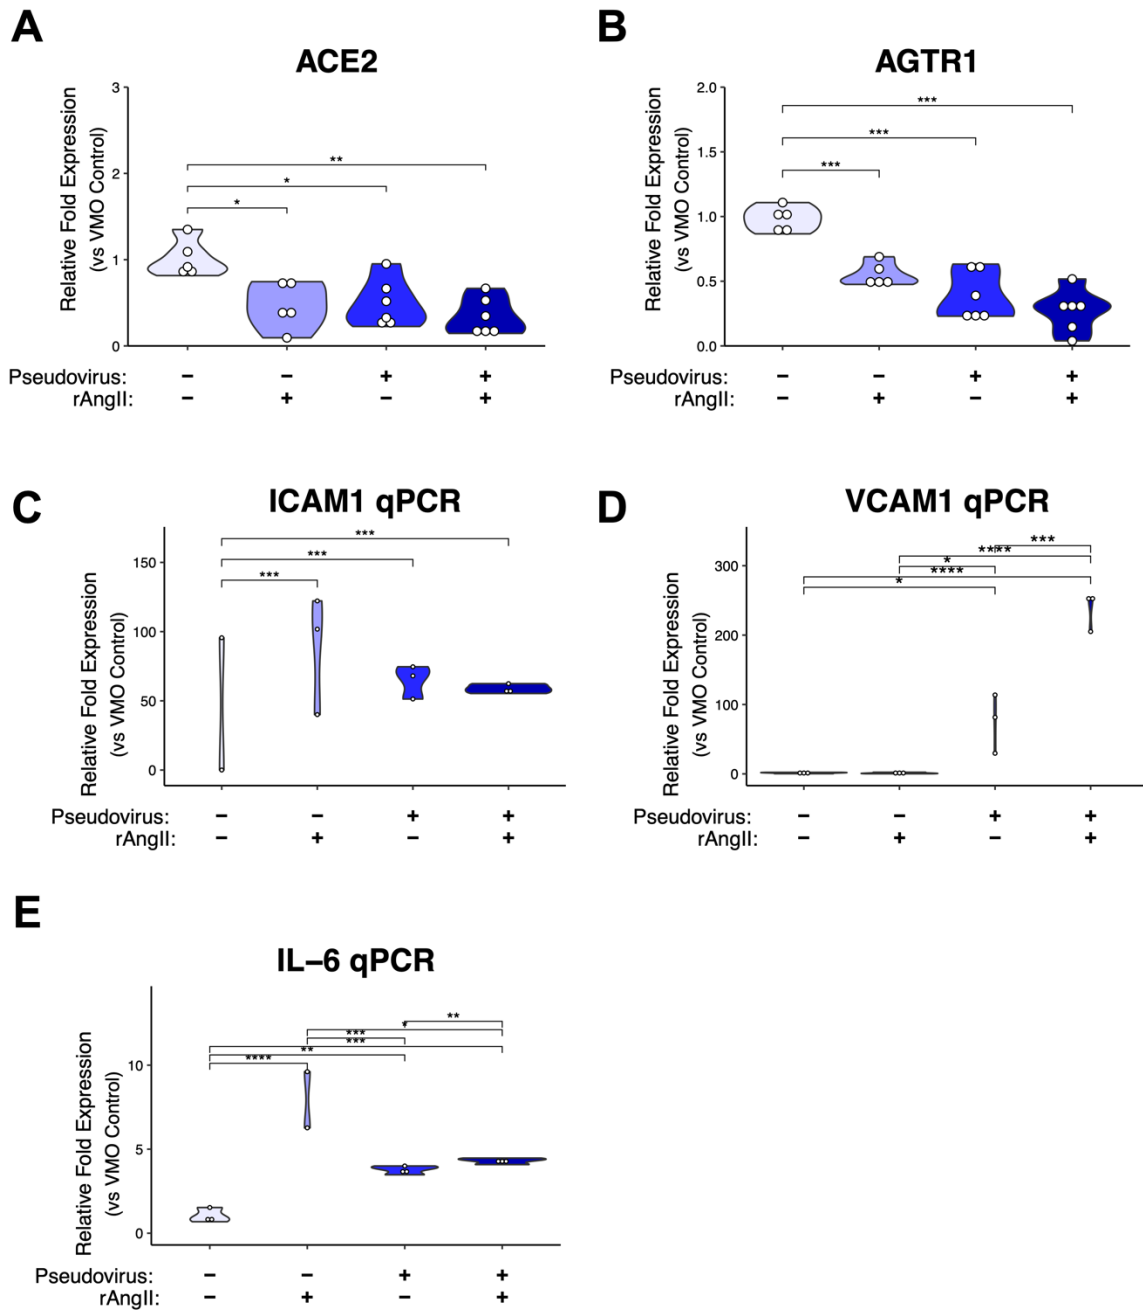 A
ACE2
Relative Fold Expression
(vs VMO Control)
3
2
1
0
**
*
*
Pseudovirus: − − + +
rAngII: − + − +
B
AGTR1
Relative Fold Expression
(vs VMO Control)
2.0
1.5
1.0
0.5
0.0
***
***
***
Pseudovirus: − − + +
rAngII: − + − +
C
ICAM1 qPCR
Relative Fold Expression
(vs VMO Control)
150
100
50
0
***
***
***
Pseudovirus: − − + +
rAngII: − + − +
D
VCAM1 qPCR
Relative Fold Expression
(vs VMO Control)
300
200
100
0
***
****
*
****
*
Pseudovirus: − − + +
rAngII: − + − +
E
IL−6 qPCR
Relative Fold Expression
(vs VMO Control)
10
5
0
**
*
***
***
**
****
Pseudovirus: − − + +
rAngII: − + − +